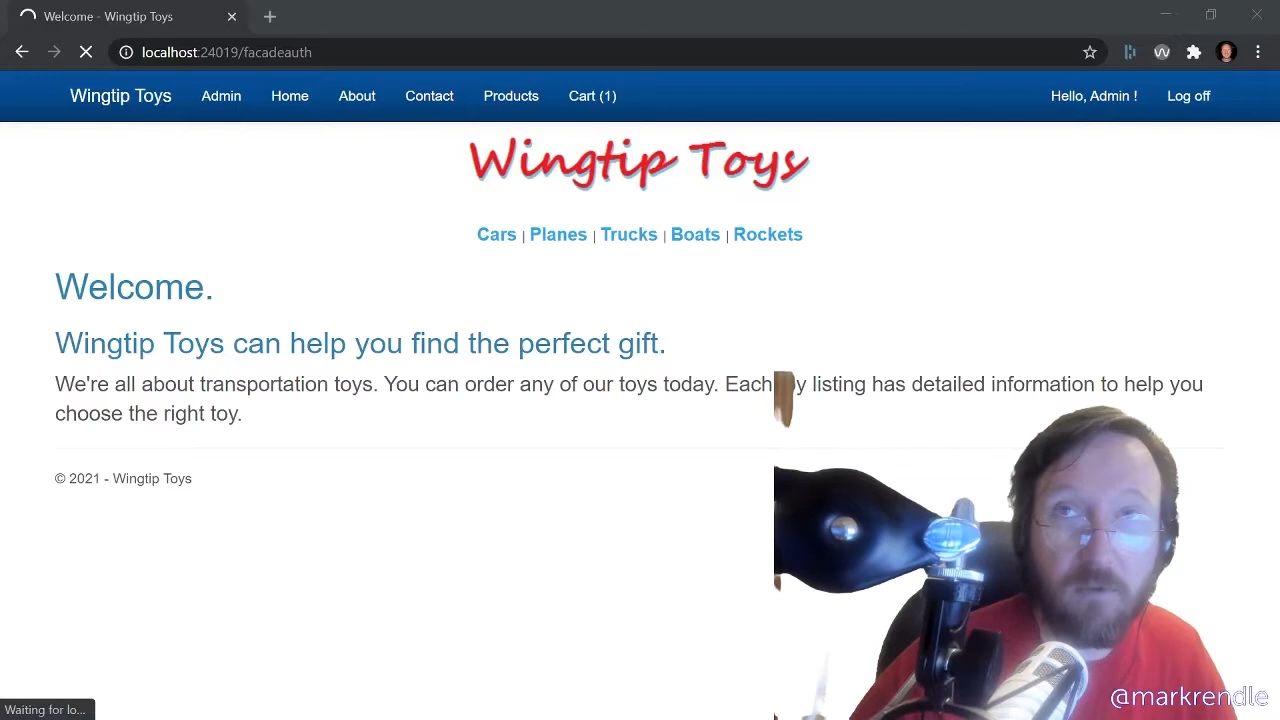 Welcome - Wingtip Toys
localhost:24019/facadeauth
Wingtip Toys Admin Home About Contact Products Cart (1) Hello, Admin ! Log off
Wingtip Toys
Cars | Planes | Trucks | Boats | Rockets
Welcome.
Wingtip Toys can help you find the perfect gift.
We're all about transportation toys. You can order any of our toys today. Each y listing has detailed information to help you
choose the right toy.
© 2021 - Wingtip Toys
@markrendle
Waiting for lo...